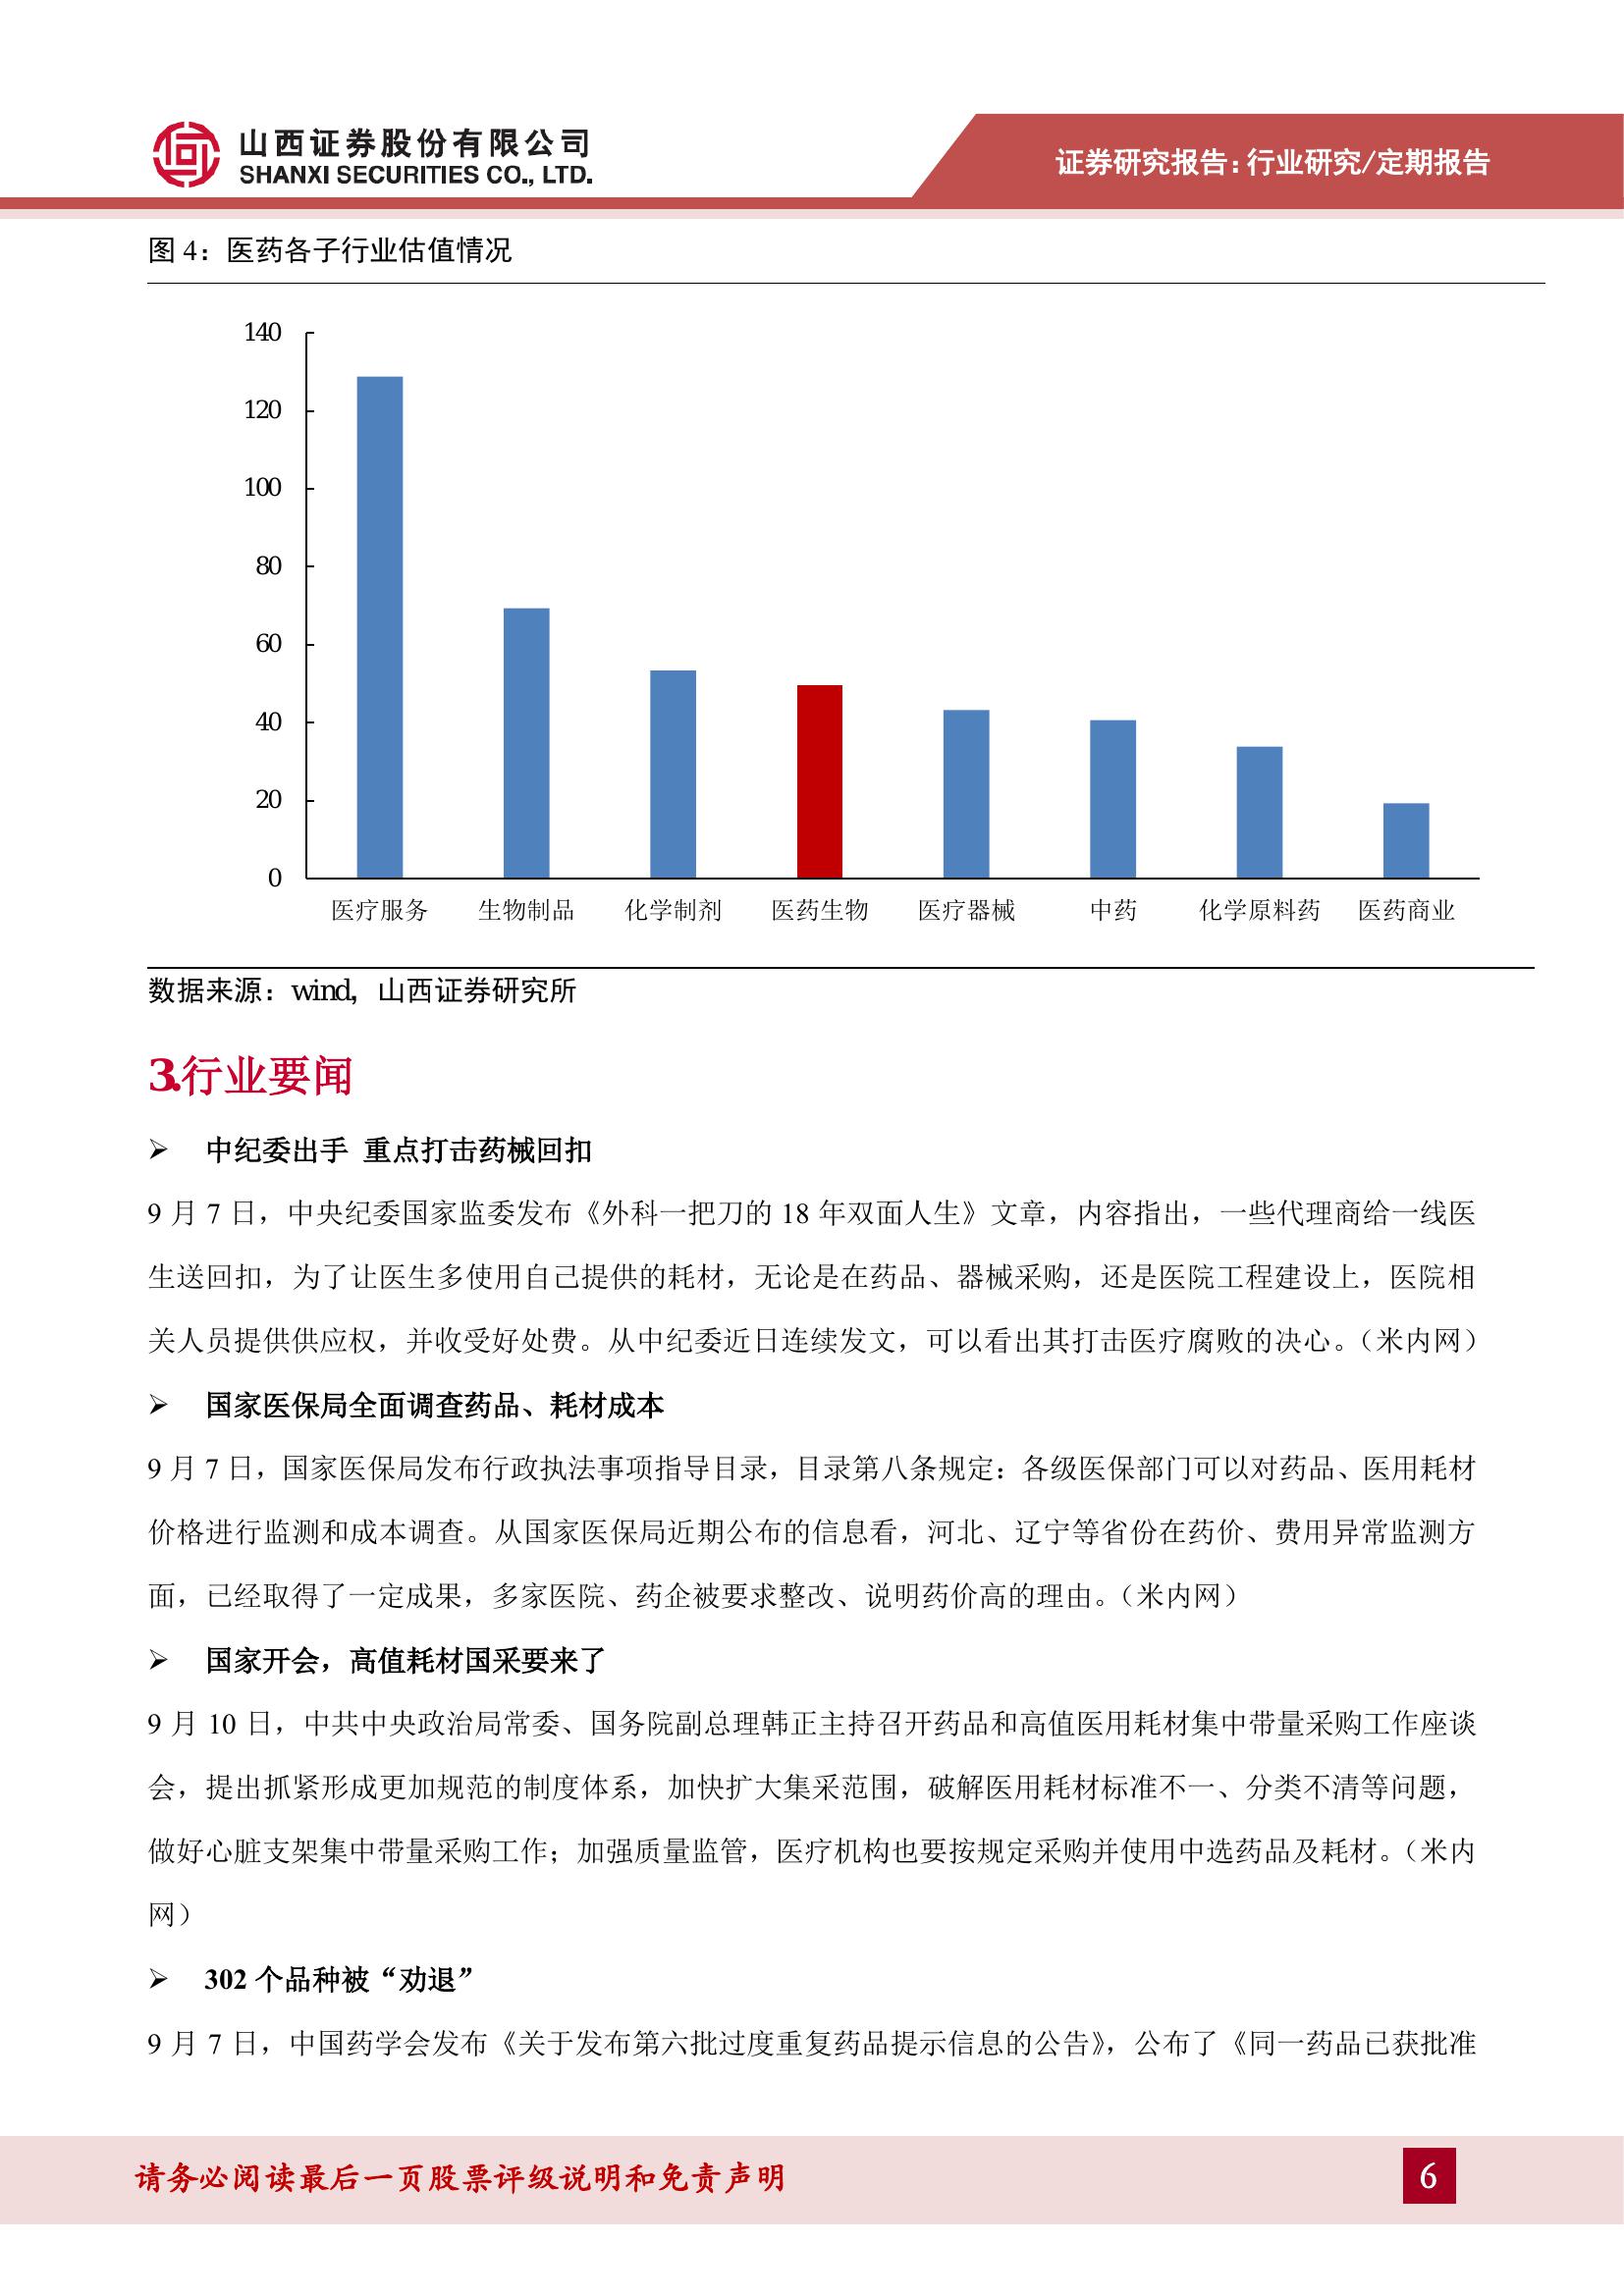 山西证券股份有限公司
SHANXI SECURITIES CO., LTD.
证券研究报告:行业研究/定期报告
图 4：医药各子行业估值情况
140
120
100
80
60
40
20
0
医疗服务 生物制品 化学制剂 医药生物 医疗器械 中药 化学原料药 医药商业
数据来源：wind，山西证券研究所
3.行业要闻
➢ 中纪委出手 重点打击药械回扣
9 月 7 日，中央纪委国家监委发布《外科一把刀的 18 年双面人生》文章，内容指出，一些代理商给一线医
生送回扣，为了让医生多使用自己提供的耗材，无论是在药品、器械采购，还是医院工程建设上，医院相
关人员提供供应权，并收受好处费。从中纪委近日连续发文，可以看出其打击医疗腐败的决心。（米内网）
➢ 国家医保局全面调查药品、耗材成本
9 月 7 日，国家医保局发布行政执法事项指导目录，目录第八条规定：各级医保部门可以对药品、医用耗材
价格进行监测和成本调查。从国家医保局近期公布的信息看，河北、辽宁等省份在药价、费用异常监测方
面，已经取得了一定成果，多家医院、药企被要求整改、说明药价高的理由。（米内网）
➢ 国家开会，高值耗材国采要来了
9 月 10 日，中共中央政治局常委、国务院副总理韩正主持召开药品和高值医用耗材集中带量采购工作座谈
会，提出抓紧形成更加规范的制度体系，加快扩大集采范围，破解医用耗材标准不一、分类不清等问题，
做好心脏支架集中带量采购工作；加强质量监管，医疗机构也要按规定采购并使用中选药品及耗材。（米内
网）
➢ 302 个品种被“劝退”
9 月 7 日，中国药学会发布《关于发布第六批过度重复药品提示信息的公告》，公布了《同一药品已获批准
请务必阅读最后一页股票评级说明和免责声明
6